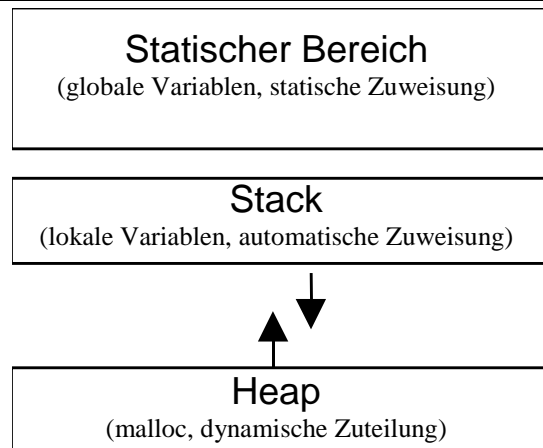 Statischer Bereich
(globale Variablen, statische Zuweisung)
Stack
(lokale Variablen, automatische Zuweisung)
Heap
(malloc, dynamische Zuteilung)